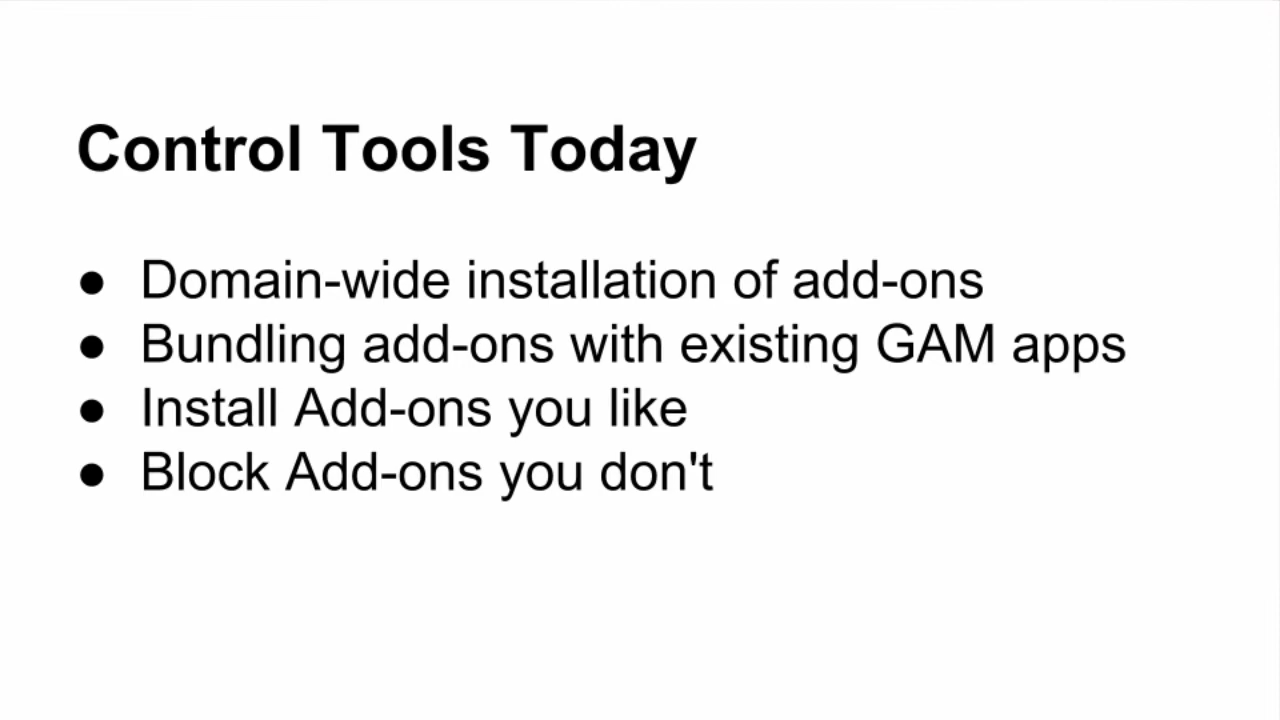 Control Tools Today
● Domain-wide installation of add-ons
● Bundling add-ons with existing GAM apps
● Install Add-ons you like
● Block Add-ons you don't